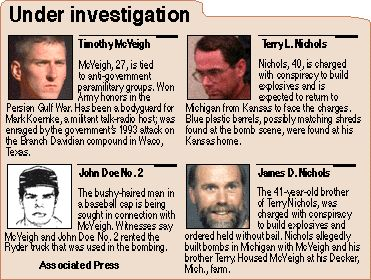 Under investigation
Timothy McVeigh
McVeigh, 27, is tied
to anti-government
paramilitary groups. Won
Army honors in the
Persian Gulf War. Has been a bodyguard for
Mark Koernke, a militant talk-radio host; was
enraged by the government's 1993 attack on
the Branch Davidian compound in Waco,
Texas.
Terry L. Nichols
Nichols, 40, is charged
with conspiracy to build
explosives and is
expected to return to
Michigan from Kansas to face the charges.
Blue plastic barrels, possibly matching shreds
found at the bomb scene, were found at his
Kansas home.
John Doe No. 2
The bushy-haired man in
a baseball cap is being
sought in connection with
McVeigh. Witnesses say
McVeigh and John Doe No. 2 rented the
Ryder truck that was used in the bombing.
James D. Nichols
The 41-year-old brother
of Terry Nichols, was
charged with conspiracy
to build explosives and
ordered held without bail. Nichols allegedly
built bombs in Michigan with McVeigh and his
brother Terry. Housed McVeigh at his Decker,
Mich., farm.
Associated Press